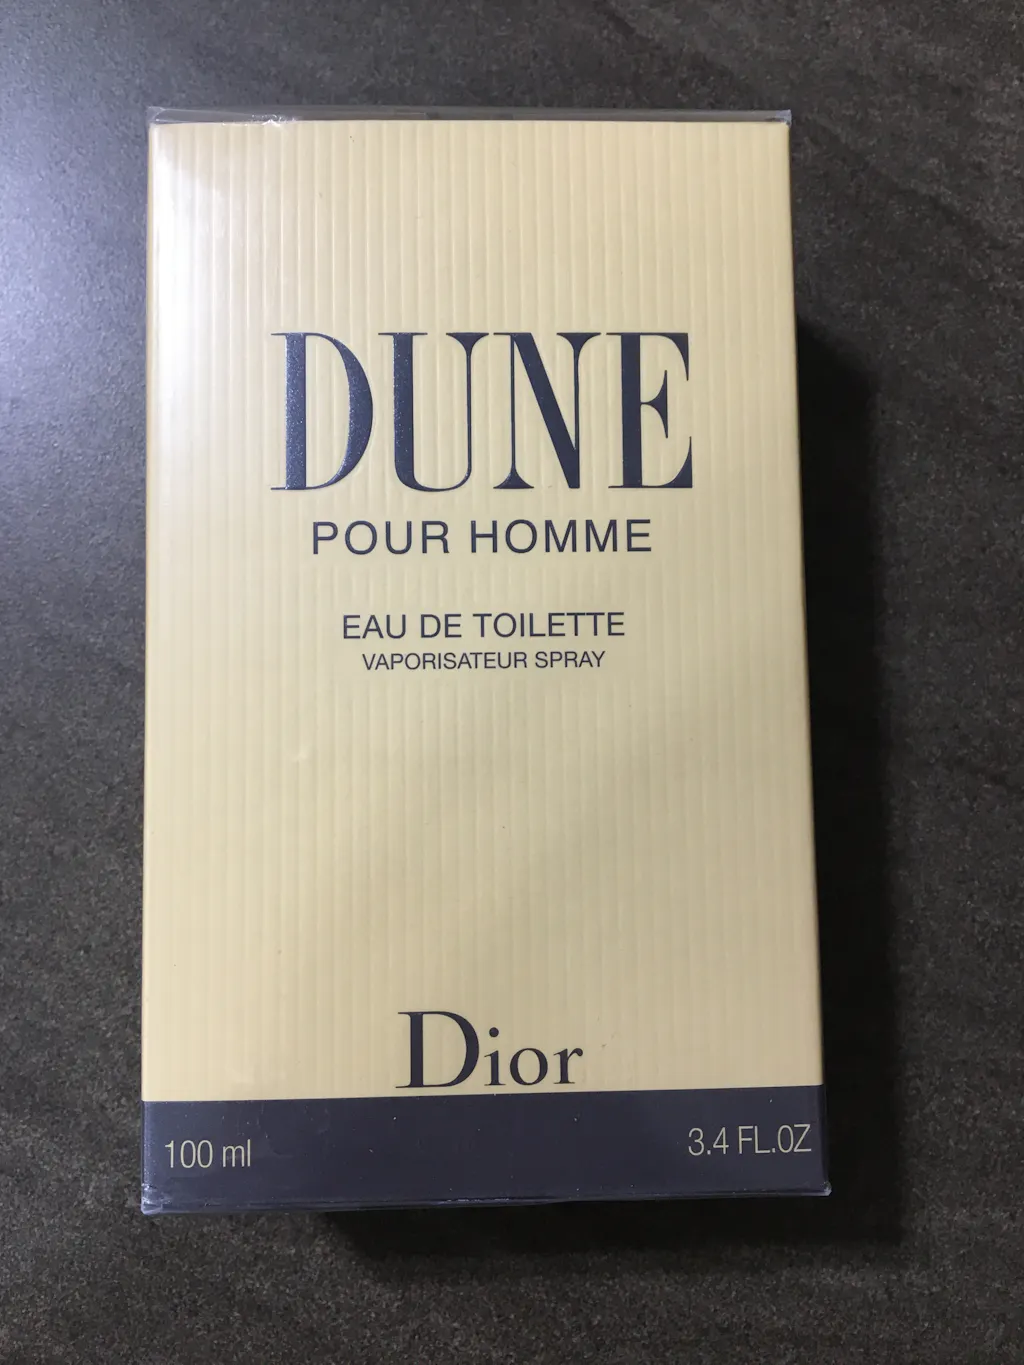 DUNE
POUR HOMME
EAU DE TOILETTE
VAPORISATEUR SPRAY
Dior
100 ml
3.4 FL.OZ